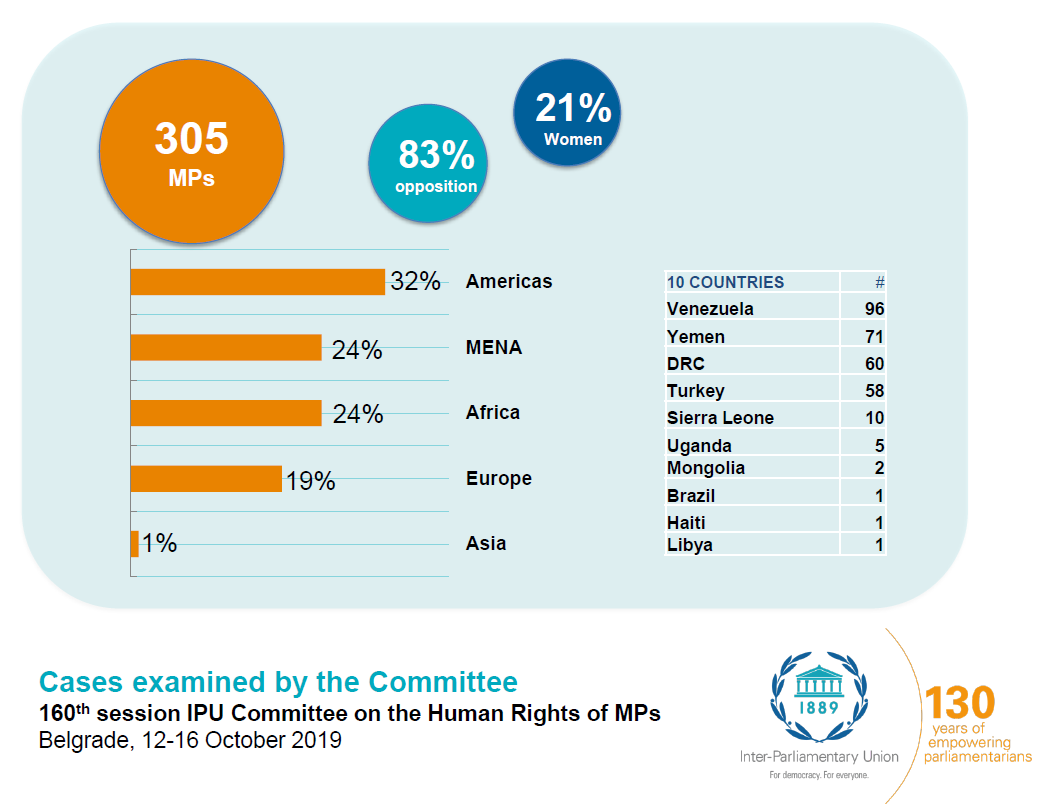 305
MPs
83%
opposition
21%
Women
32% Americas
24% MENA
24% Africa
19% Europe
1% Asia
10 COUNTRIES #
Venezuela 96
Yemen 71
DRC 60
Turkey 58
Sierra Leone 10
Uganda 5
Mongolia 2
Brazil 1
Haiti 1
Libya 1
Cases examined by the Committee
160th session IPU Committee on the Human Rights of MPs
Belgrade, 12-16 October 2019
1889
Inter-Parliamentary Union
For democracy. For everyone.
130
years of
empowering
parliamentarians